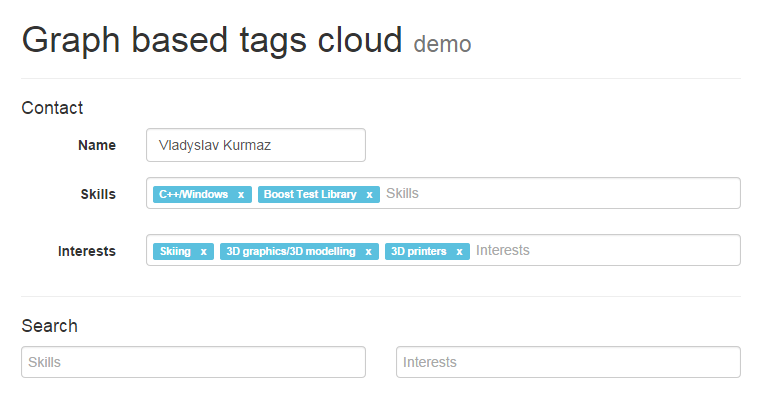 Graph based tags cloud demo
Contact
Name Vladyslav Kurmaz
Skills C++/Windows x Boost Test Library x Skills
Interests Skiing x 3D graphics/3D modelling x 3D printers x Interests
Search
Skills Interests